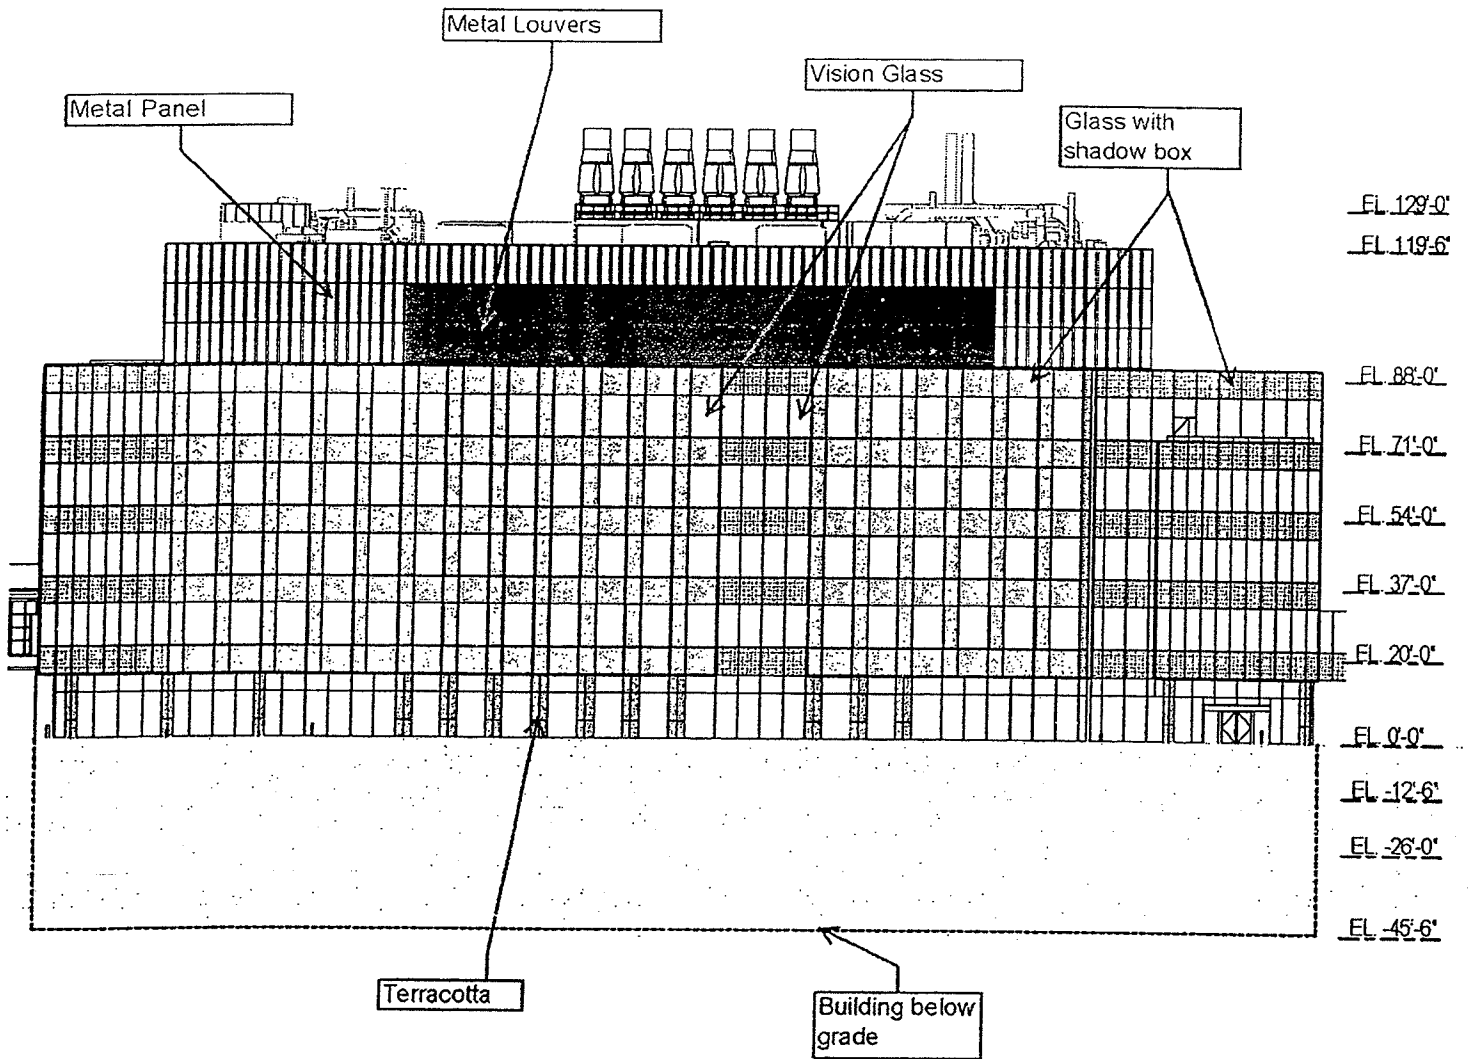 Metal Louvers
Vision Glass
Metal Panel
Glass with
shadow box
EL. 129'-0"
EL. 119'-6"
EL. 88'-0"
EL. 71'-0"
EL. 54'-0"
EL. 37'-0"
EL. 20'-0"
EL. 0'-0"
EL. -12'-6"
EL. -26'-0"
EL. -45'-6"
Terracotta
Building below
grade